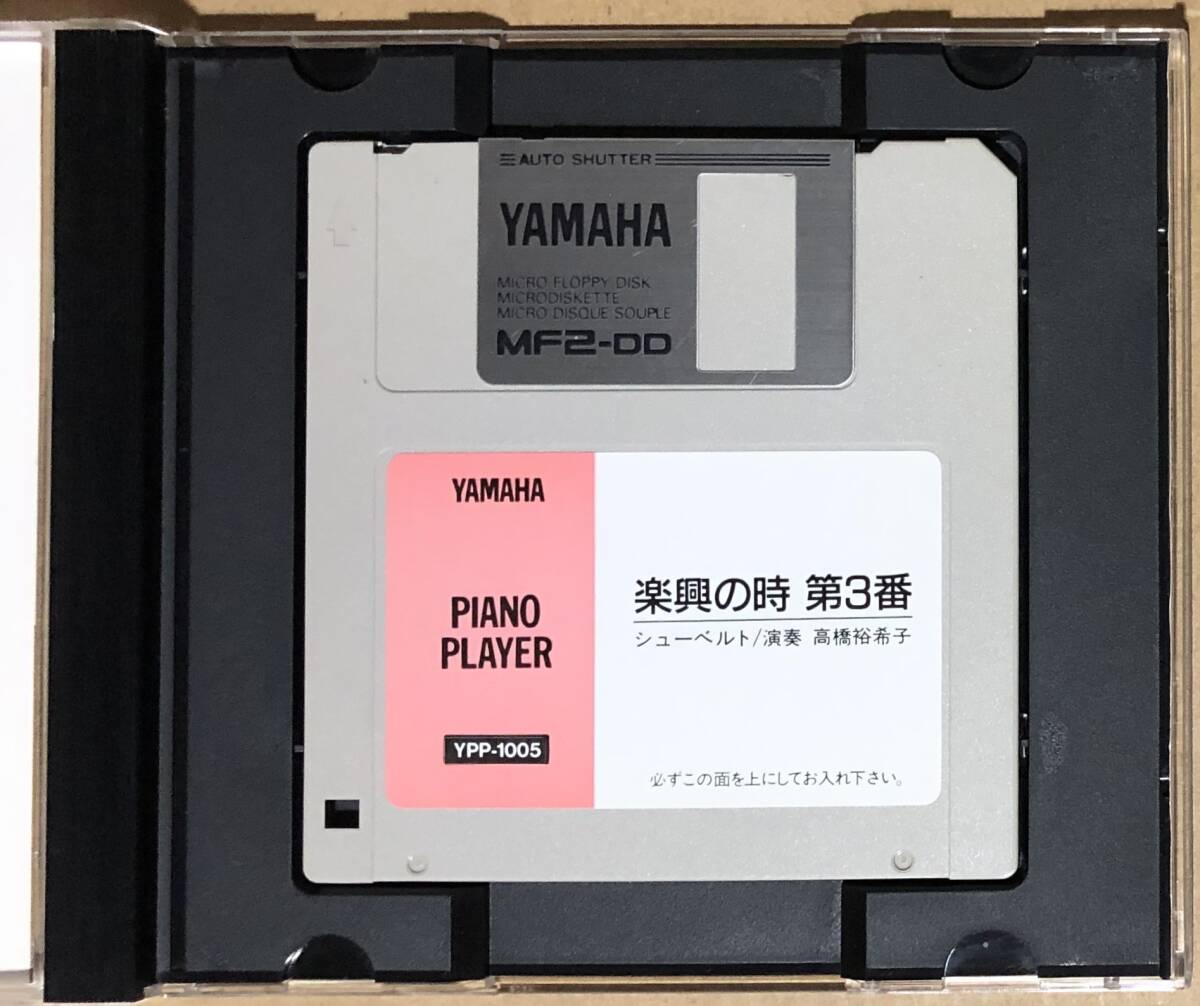 AUTO SHUTTER
YAMAHA
MICRO FLOPPY DISK
MICRODISKETTE
MICRO DISQUE SOUPLE
MF2-DD
YAMAHA
PIANO
PLAYER
YPP-1005
楽興の時 第3番
シューベルト/演奏 高橋裕希子
必ずこの面を上にしてお入れ下さい。